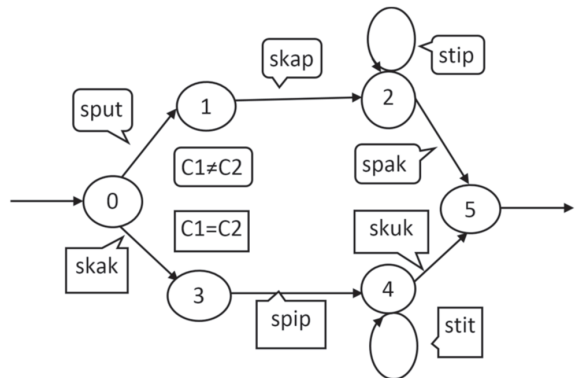 skap
2
stip
sput
1
C1≠C2
spak
0
5
C1=C2
skak
skuk
3
4
spip
stit